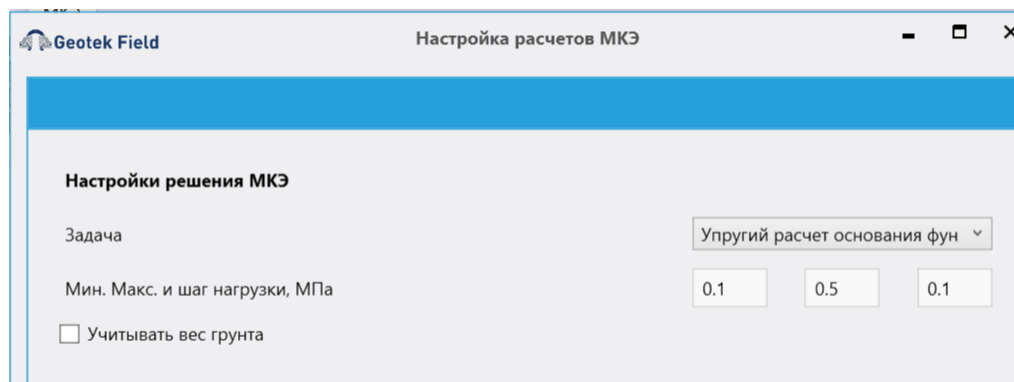 Geotek Field
Настройка расчетов МКЭ
Настройки решения МКЭ
Задача
Упругий расчет основания фун
Мин. Макс. и шаг нагрузки, МПа
0.1
0.5
0.1
Учитывать вес грунта